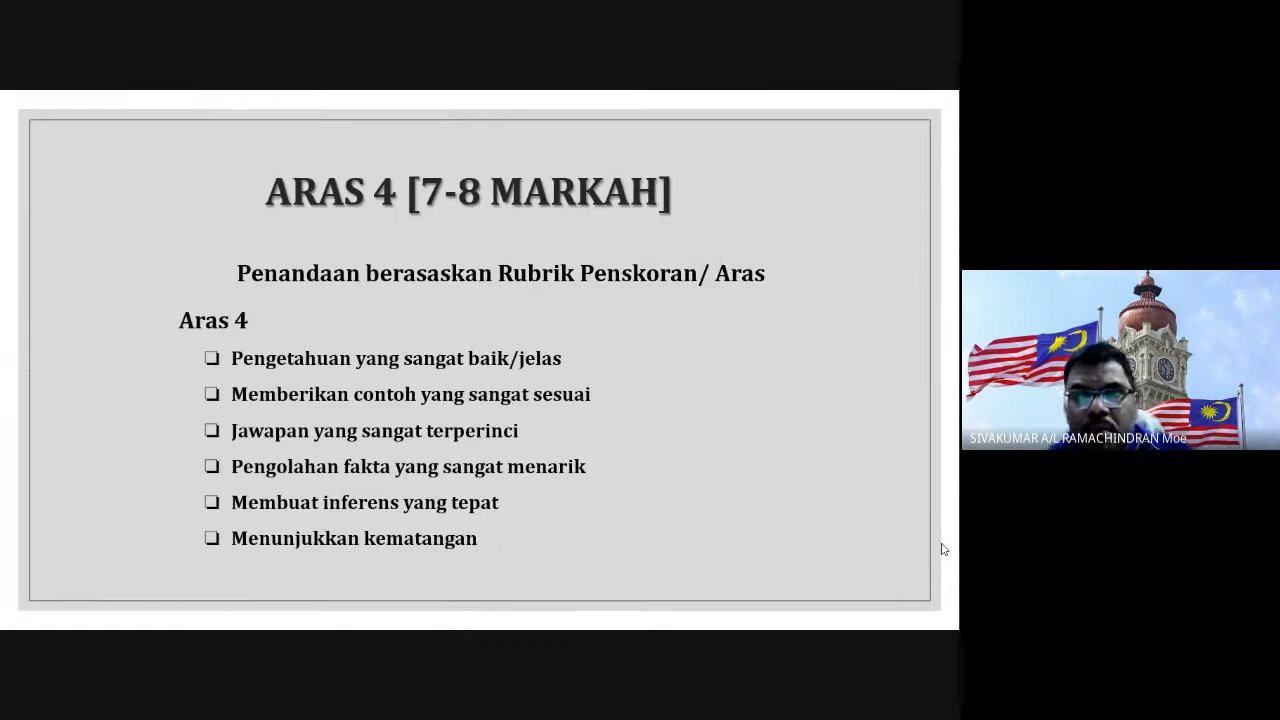 ARAS 4 [7-8 MARKAH]
Penandaan berasaskan Rubrik Penskoran/ Aras
Aras 4
❑ Pengetahuan yang sangat baik/jelas
❑ Memberikan contoh yang sangat sesuai
❑ Jawapan yang sangat terperinci
❑ Pengolahan fakta yang sangat menarik
❑ Membuat inferens yang tepat
❑ Menunjukkan kematangan
SIVAKUMAR A/L RAMACHINDRAN Moe